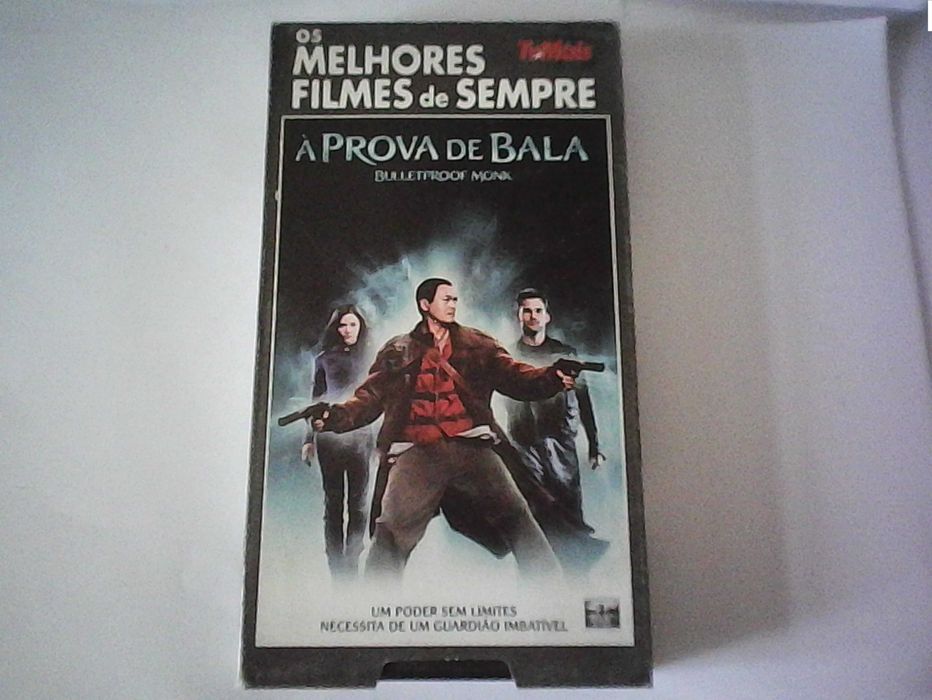 OS
MELHORES
FILMES de SEMPRE
TvMais
À PROVA DE BALA
BULLETPROOF MONK
UM PODER SEM LIMITES
NECESSITA DE UM GUARDIÃO IMBATÍVEL